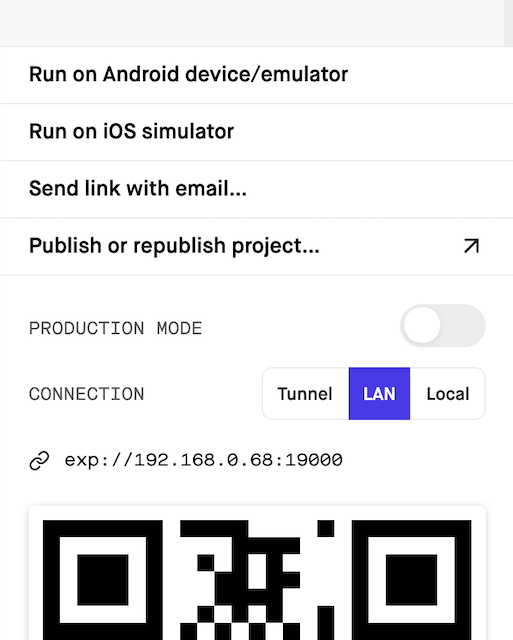 Run on Android device/emulator
Run on iOS simulator
Send link with email...
Publish or republish project...
PRODUCTION MODE
CONNECTION Tunnel LAN Local
exp://192.168.0.68:19000